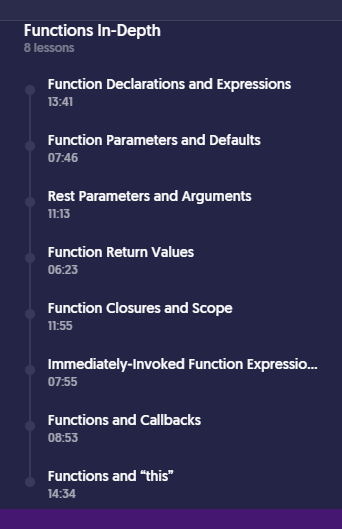 Functions In-Depth
8 lessons
Function Declarations and Expressions
13:41
Function Parameters and Defaults
07:46
Rest Parameters and Arguments
11:13
Function Return Values
06:23
Function Closures and Scope
11:55
Immediately-Invoked Function Expressio...
07:55
Functions and Callbacks
08:53
Functions and “this”
14:34